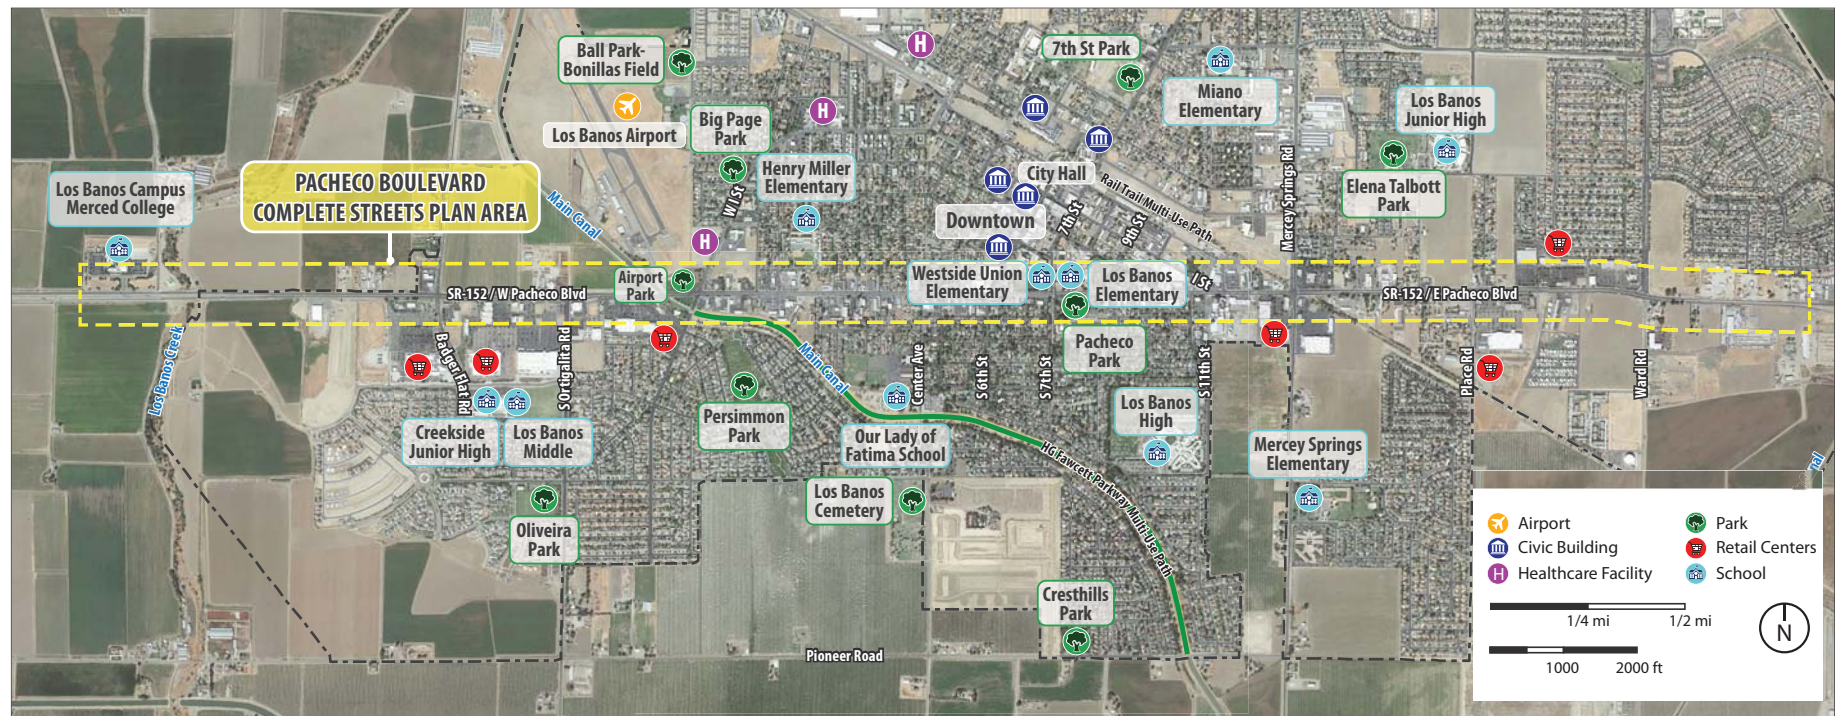 Ball Park-
Bonillas Field
7th St Park
Miano
Elementary
Los Banos
Junior High
Los Banos Airport
Big Page
Park
Henry Miller
Elementary
City Hall
Downtown
Elena Talbott
Park
Los Banos Campus
Merced College
PACHECO BOULEVARD
COMPLETE STREETS PLAN AREA
Main Canal
W I St
7th St
9th St
Rail Trail Multi-Use Path
Mercey Springs Rd
H
H
H
Airport
Park
Westside Union
Elementary
Los Banos
Elementary
I St
SR-152 / W Pacheco Blvd
SR-152 / E Pacheco Blvd
Los Banos Creek
Badger Flat Rd
S Ortigalita Rd
Main Canal
Center Ave
S 6th St
S 7th St
Pacheco
Park
S 11th St
Place Rd
Ward Rd
Creekside
Junior High
Los Banos
Middle
Persimmon
Park
Our Lady of
Fatima School
Los Banos
High
Mercey Springs
Elementary
HG Fawcett Parkway Multi-Use Path
Oliveira
Park
Los Banos
Cemetery
Cresthills
Park
Pioneer Road
Airport
Civic Building
H Healthcare Facility
Park
Retail Centers
School
1/4 mi 1/2 mi
1000 2000 ft
N